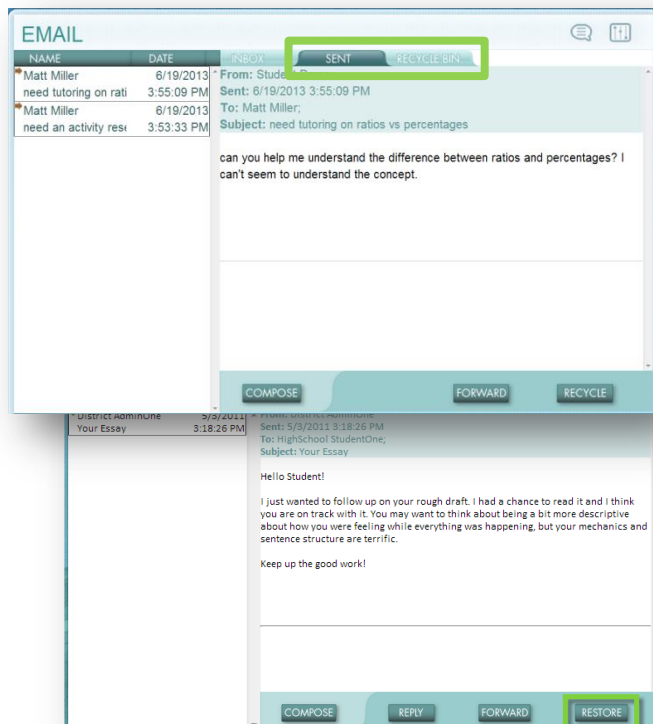 EMAIL
NAME DATE INBOX SENT RECYCLE BIN
Matt Miller 6/19/2013
need tutoring on rati 3:55:09 PM
Matt Miller 6/19/2013
need an activity rese 3:53:33 PM
From: Student
Sent: 6/19/2013 3:55:09 PM
To: Matt Miller;
Subject: need tutoring on ratios vs percentages
can you help me understand the difference between ratios and percentages? I
can't seem to understand the concept.
COMPOSE FORWARD RECYCLE
District AdminOne 5/3/2011
Your Essay 3:18:26 PM
From: District AdminOne
Sent: 5/3/2011 3:18:26 PM
To: HighSchool StudentOne;
Subject: Your Essay
Hello Student!
I just wanted to follow up on your rough draft. I had a chance to read it and I think
you are on track with it. You may want to think about being a bit more descriptive
about how you were feeling while everything was happening, but your mechanics and
sentence structure are terrific.
Keep up the good work!
COMPOSE REPLY FORWARD RESTORE